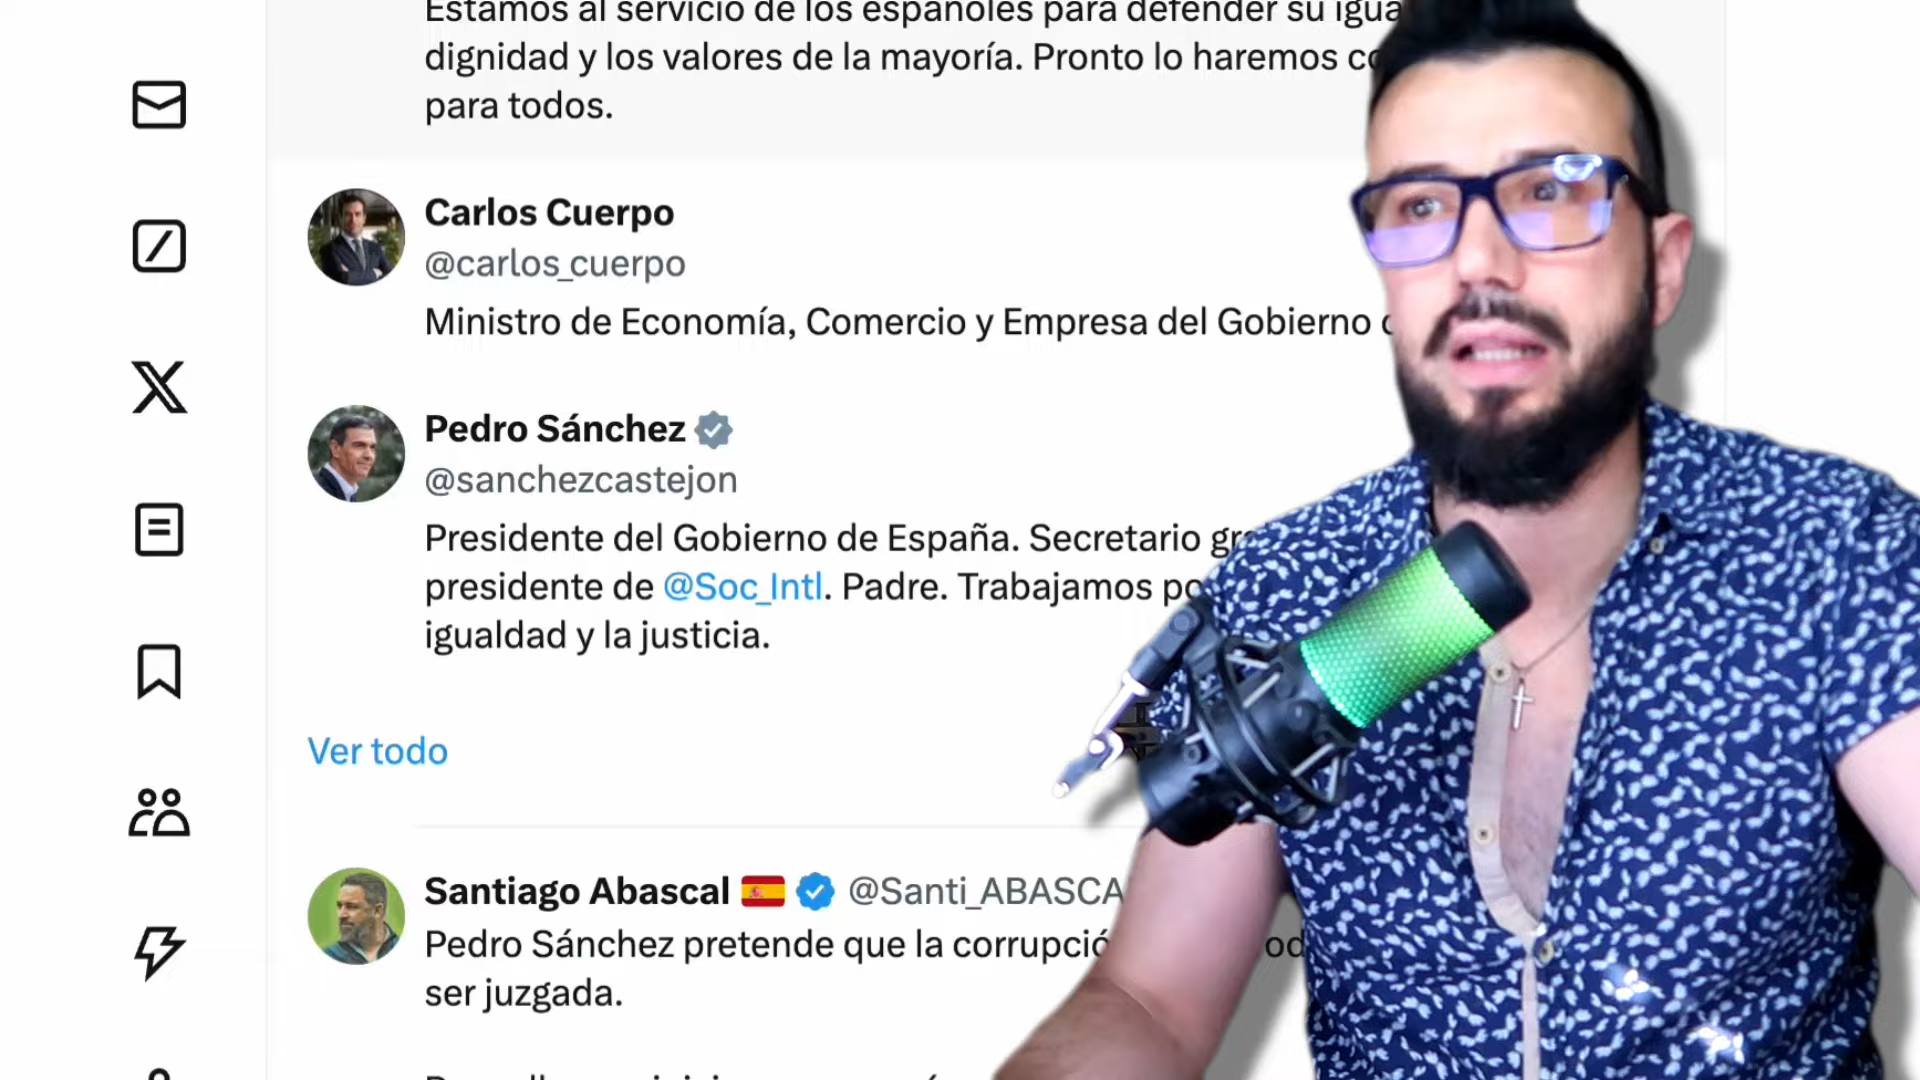 Estamos al servicio de los españoles para defender su
dignidad y los valores de la mayoría. Pronto lo haremos
para todos.
Carlos Cuerpo
@carlos_cuerpo
Ministro de Economía, Comercio y Empresa del Gobierno
Pedro Sánchez
@sanchezcastejon
Presidente del Gobierno de España. Secretario
presidente de @Soc_Intl. Padre. Trabajamos
igualdad y la justicia.
Ver todo
Santiago Abascal @Santi_ABASCA
Pedro Sánchez pretende que la
ser juzgada.